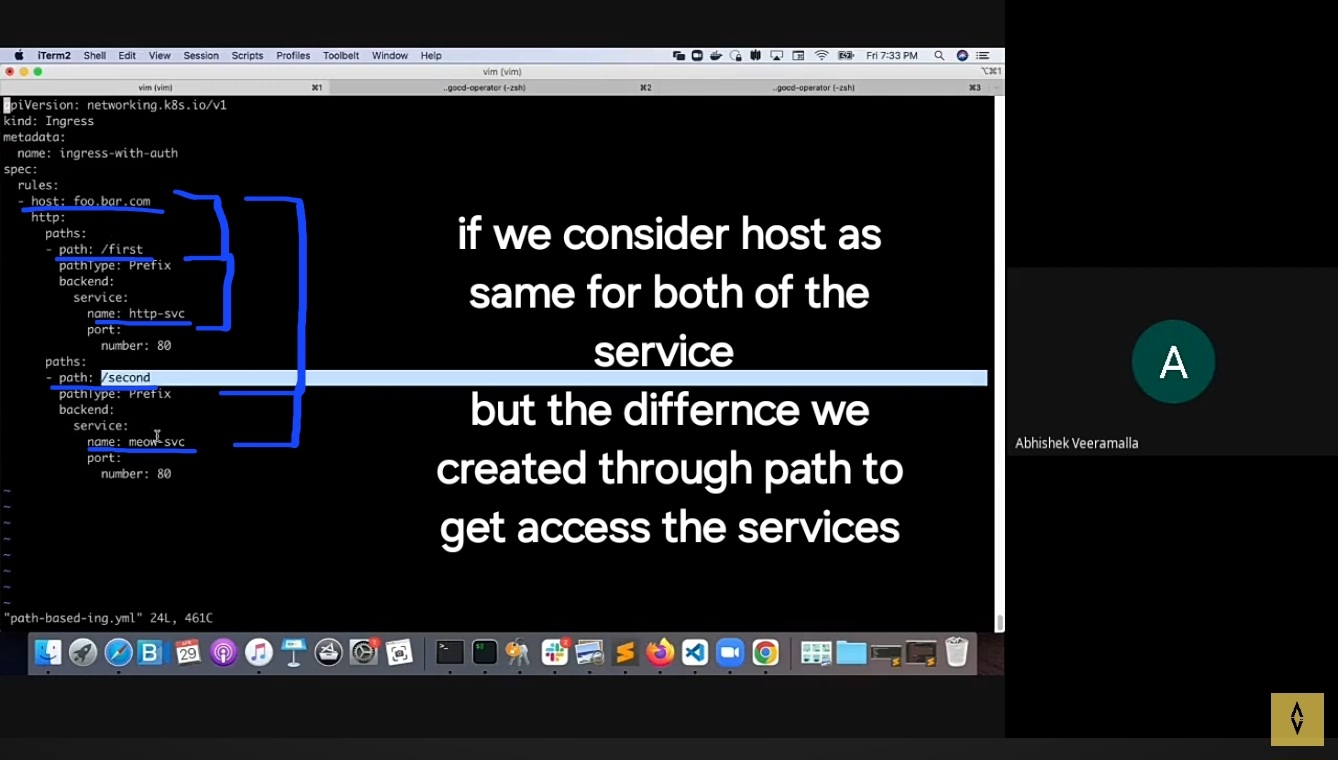 iTerm2 Shell Edit View Session Scripts Profiles Toolbelt Window Help Fri 7:33 PM
vim (vim) ⌥⌘1
vim (vim) ⌘1 ..gocd-operator (-zsh) ⌘2 ..gocd-operator (-zsh) ⌘3
apiVersion: networking.k8s.io/v1
kind: Ingress
metadata:
  name: ingress-with-auth
spec:
  rules:
  - host: foo.bar.com
    http:
      paths:
      - path: /first
        pathType: Prefix
        backend:
          service:
            name: http-svc
            port:
              number: 80
      paths:
      - path: /second
        pathType: Prefix
        backend:
          service:
            name: meow-svc
            port:
              number: 80
~
~
~
~
~
~
~
~
"path-based-ing.yml" 24L, 461C
if we consider host as
same for both of the
service
but the differnce we
created through path to
get access the services
A
Abhishek Veeramalla
APR
29